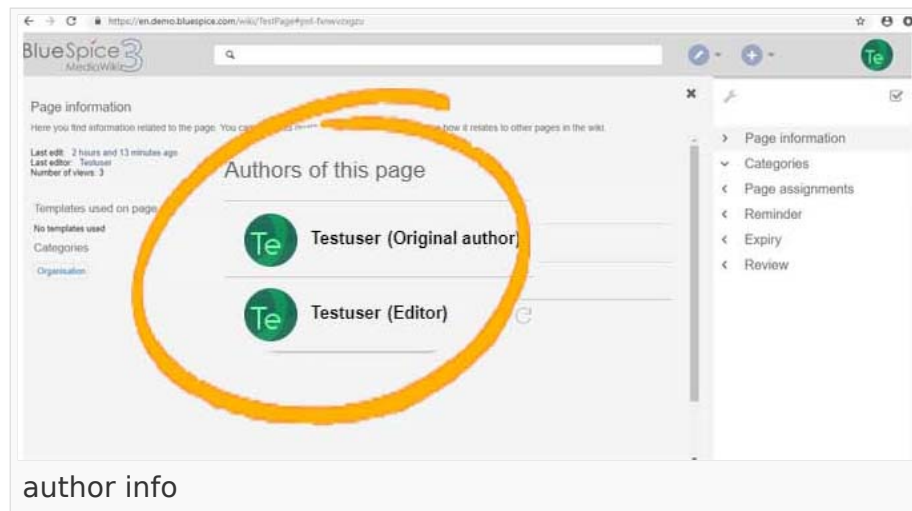 https://en.demo.bluespice.com/wiki/TestPage#pnl-
BlueSpice 3
MediaWiki
Te
Page information
Here you find information related to the page. You can how it relates to other pages in the wiki.
Last edit: 2 hours and 13 minutes ago
Last editor: Testuser
Number of views: 3
Templates used on page
No templates used
Categories
Organisation
Authors of this page
Te
Testuser (Original author)
Te
Testuser (Editor)
Page information
Categories
Page assignments
Reminder
Expiry
Review
author info